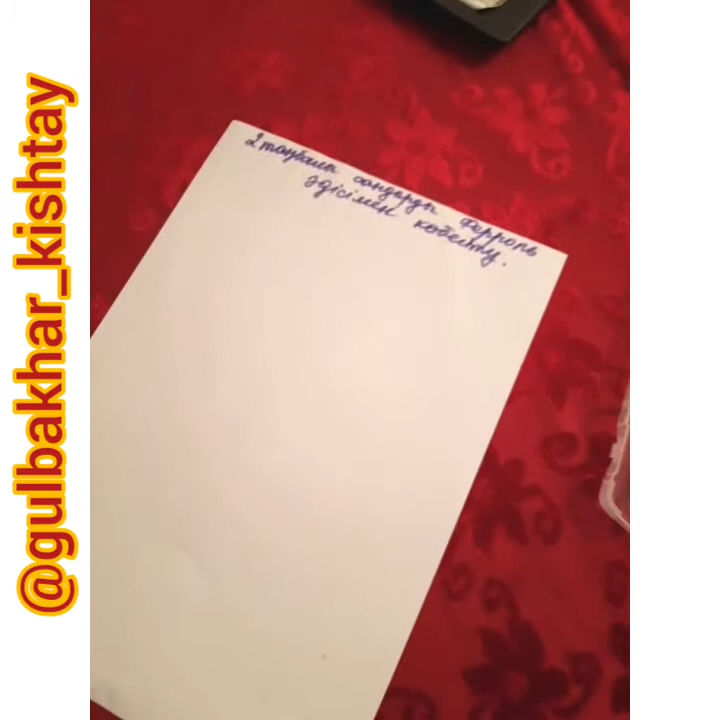 @gulbakhar_kishtay
2 таңбалы сандарды Ферроль
әдісімен көбейту.